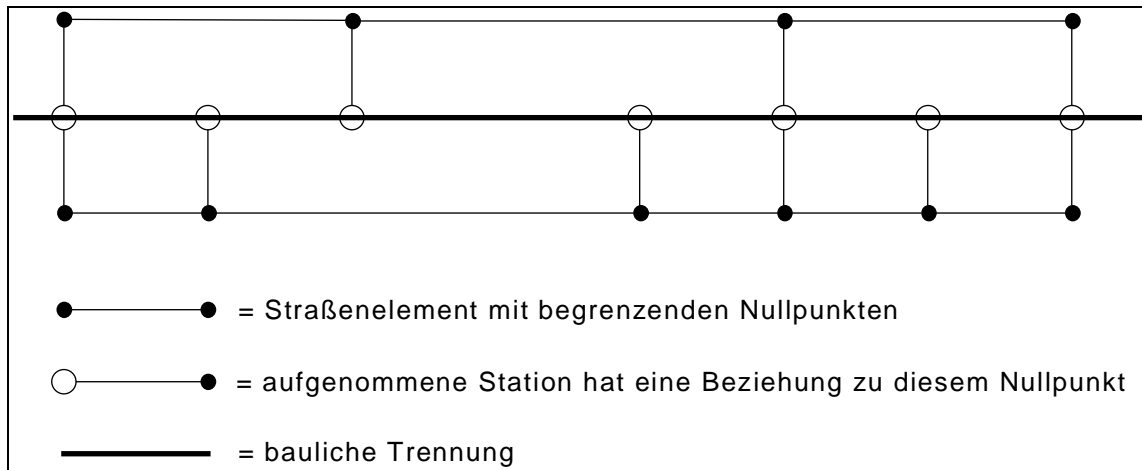 = Straßenelement mit begrenzenden Nullpunkten
= aufgenommene Station hat eine Beziehung zu diesem Nullpunkt
= bauliche Trennung